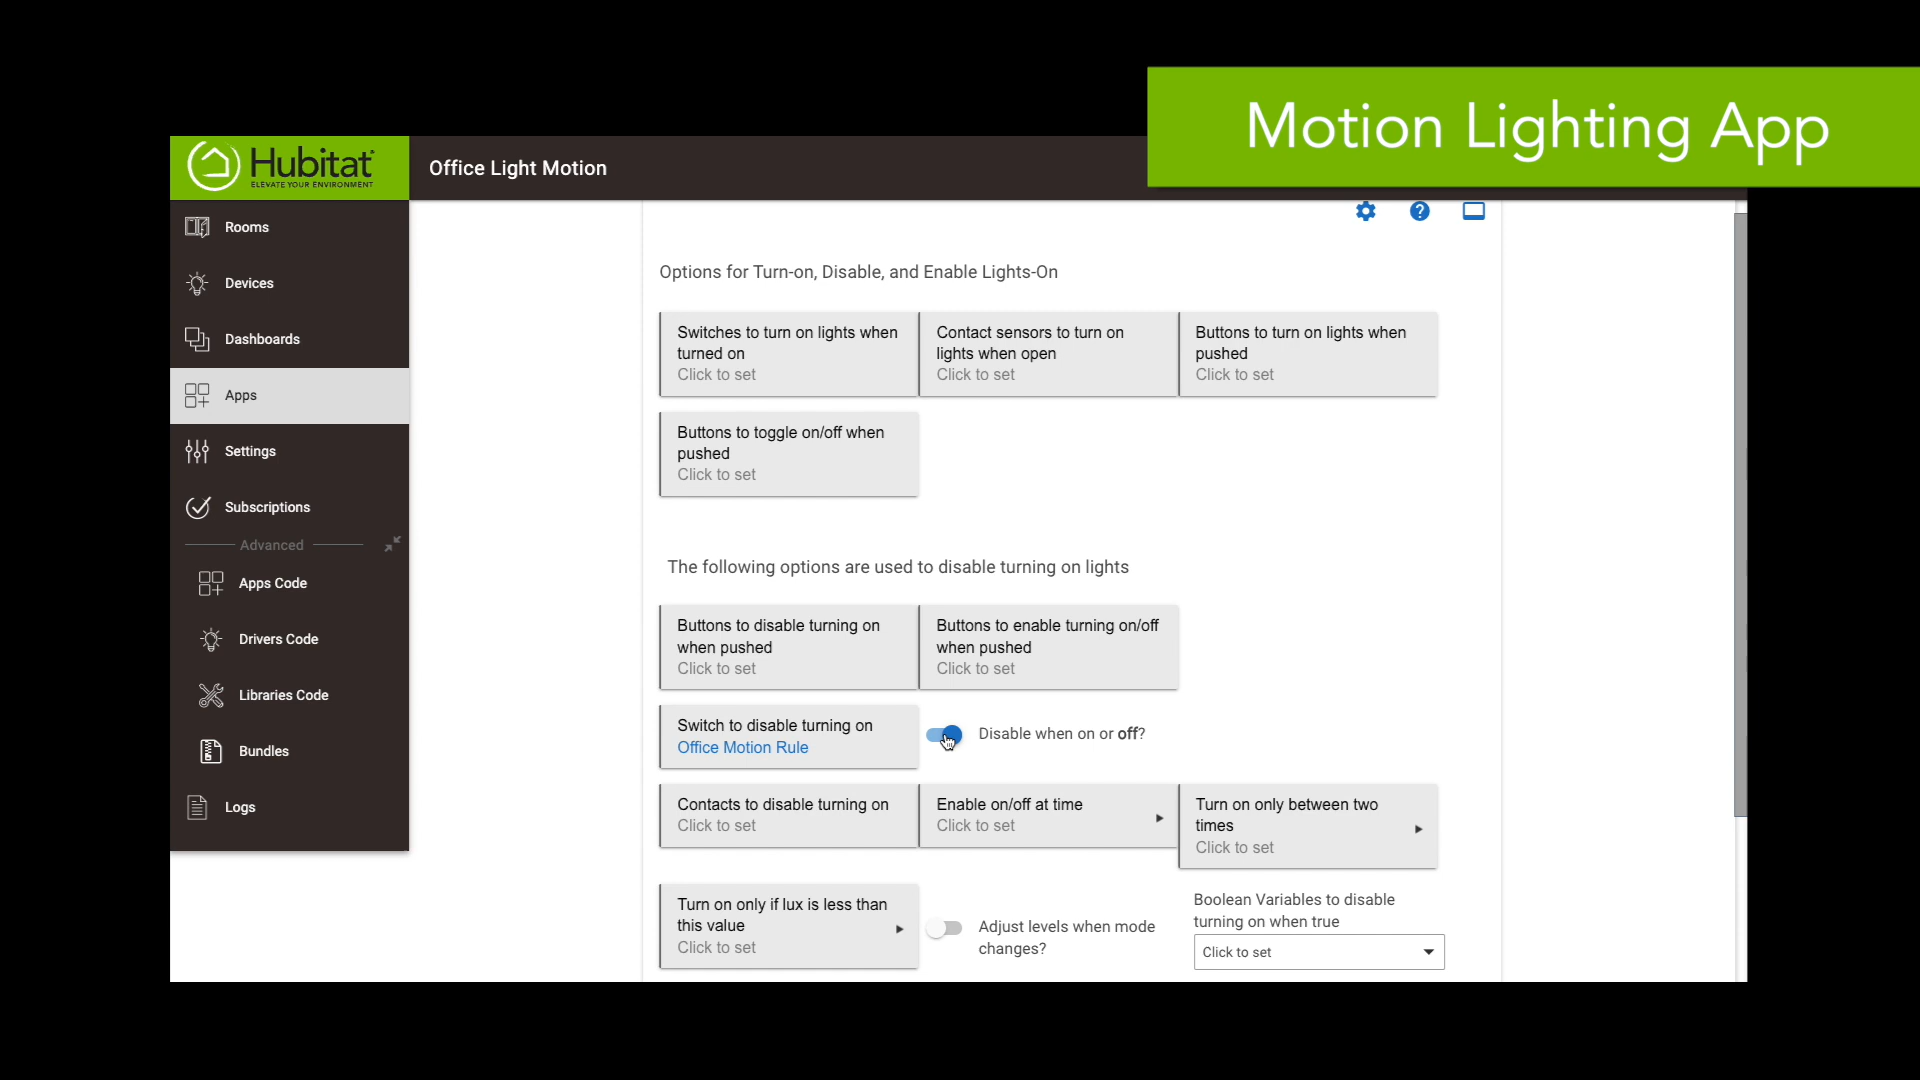 Motion Lighting App
Hubitat
ELEVATE YOUR ENVIRONMENT
Office Light Motion
Rooms
Devices
Dashboards
Apps
Settings
Subscriptions
Advanced
Apps Code
Drivers Code
Libraries Code
Bundles
Logs
Options for Turn-on, Disable, and Enable Lights-On
Switches to turn on lights when
turned on
Click to set
Contact sensors to turn on
lights when open
Click to set
Buttons to turn on lights when
pushed
Click to set
Buttons to toggle on/off when
pushed
Click to set
The following options are used to disable turning on lights
Buttons to disable turning on
when pushed
Click to set
Buttons to enable turning on/off
when pushed
Click to set
Switch to disable turning on
Office Motion Rule
Disable when on or off?
Contacts to disable turning on
Click to set
Enable on/off at time
Click to set
Turn on only between two
times
Click to set
Turn on only if lux is less than
this value
Click to set
Adjust levels when mode
changes?
Boolean Variables to disable
turning on when true
Click to set